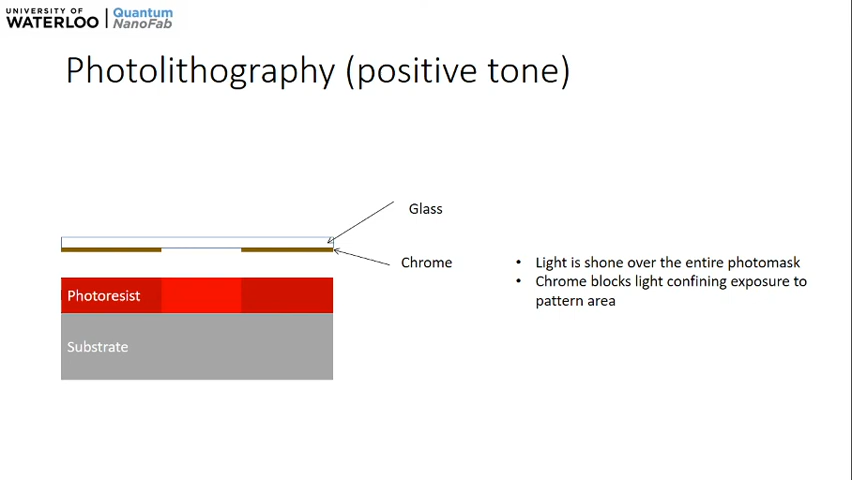 UNIVERSITY OF
WATERLOO
Quantum
NanoFab
Photolithography (positive tone)
Glass
Chrome
• Light is shone over the entire photomask
• Chrome blocks light confining exposure to
pattern area
Photoresist
Substrate